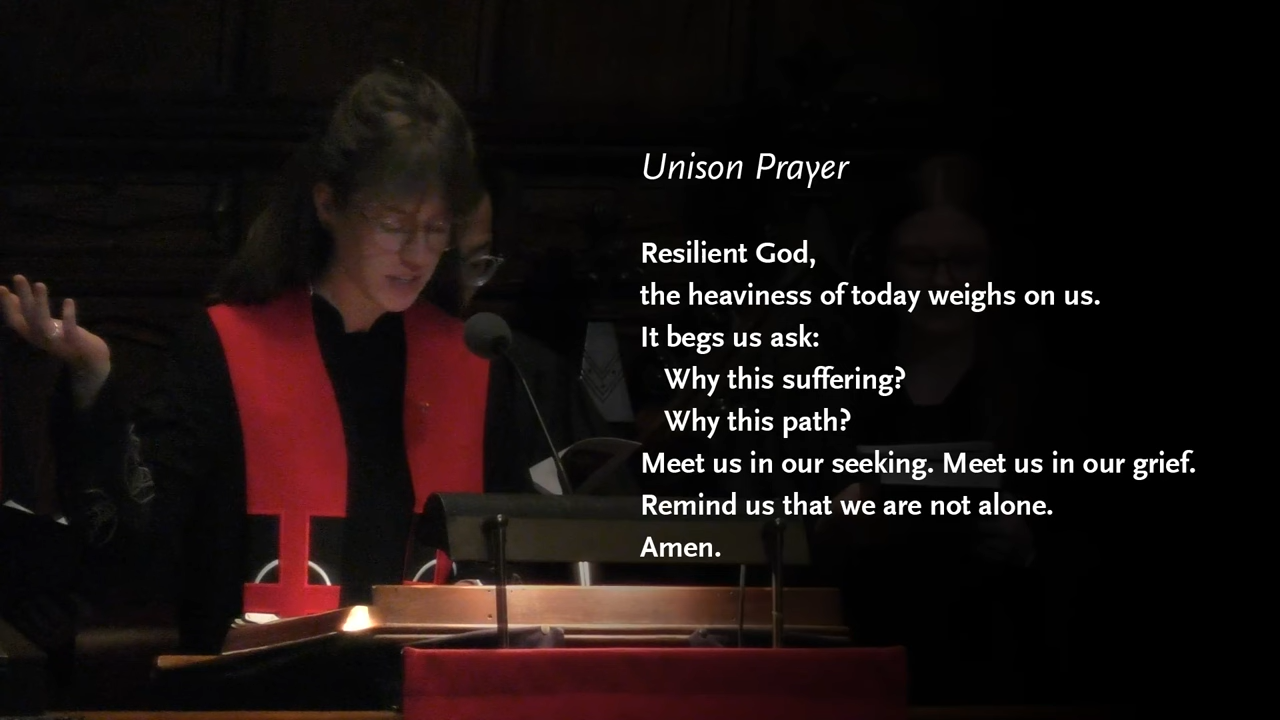 Unison Prayer
Resilient God,
the heaviness of today weighs on us.
It begs us ask:
Why this suffering?
Why this path?
Meet us in our seeking. Meet us in our grief.
Remind us that we are not alone.
Amen.